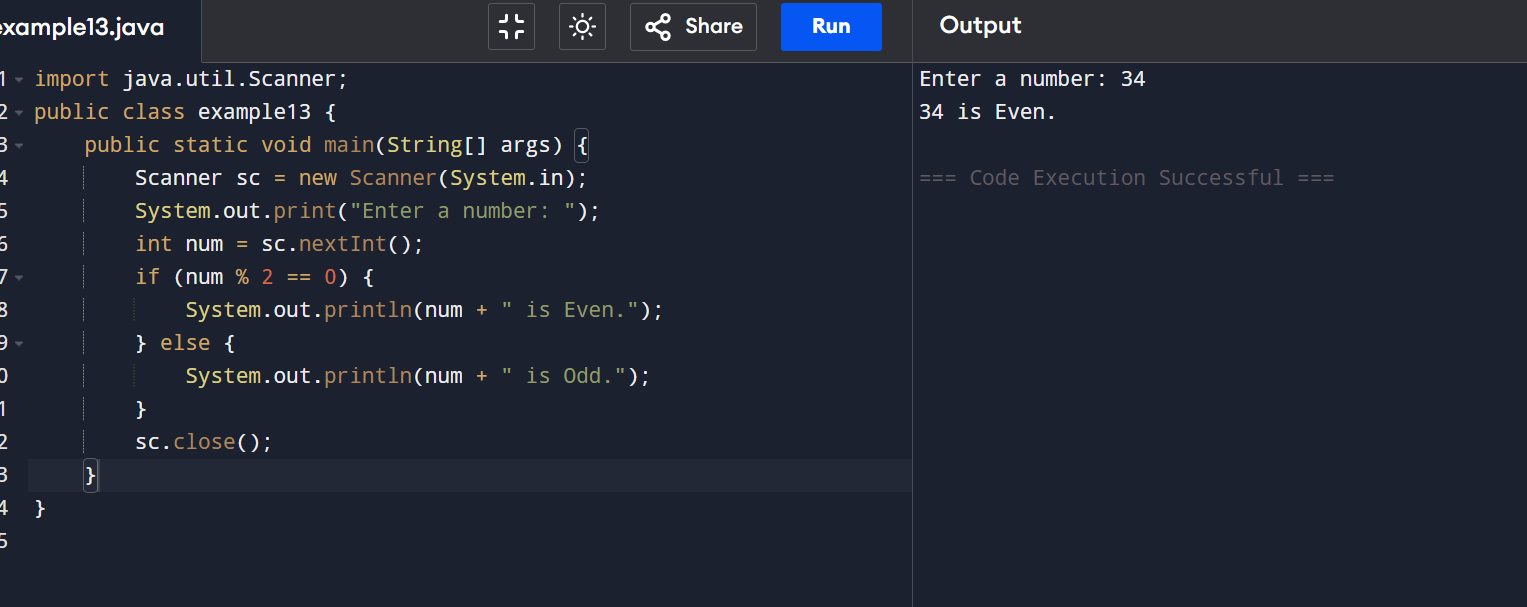 example13.java
Share
Run
Output
1 import java.util.Scanner;
2 public class example13 {
3     public static void main(String[] args) {
4         Scanner sc = new Scanner(System.in);
5         System.out.print("Enter a number: ");
6         int num = sc.nextInt();
7         if (num % 2 == 0) {
8             System.out.println(num + " is Even.");
9         } else {
0             System.out.println(num + " is Odd.");
1         }
2         sc.close();
3     }
4 }
5
Enter a number: 34
34 is Even.
=== Code Execution Successful ===